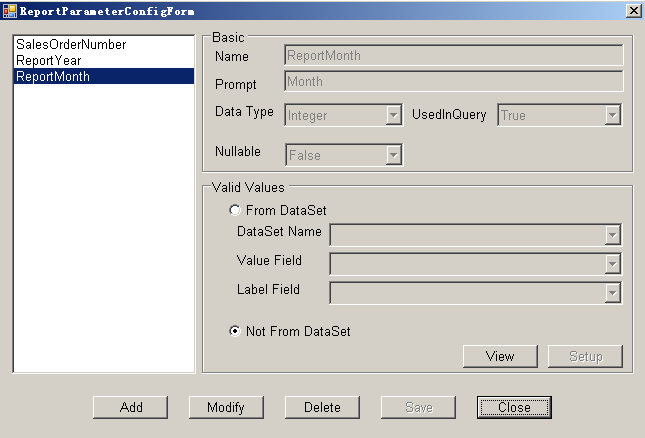 ReportParameterConfigForm
SalesOrderNumber
ReportYear
ReportMonth
Basic
Name ReportMonth
Prompt Month
Data Type Integer UsedInQuery True
Nullable False
Valid Values
From DataSet
DataSet Name
Value Field
Label Field
Not From DataSet
View Setup
Add Modify Delete Save Close